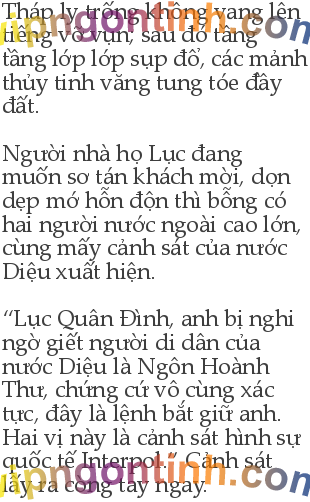 Tháp ly trống không vang lên
tiếng vỡ vụn, sau đó tầng
tầng lớp lớp sụp đổ, các mảnh
thủy tinh văng tung tóe đầy
đất.
Người nhà họ Lục đang
muốn sơ tán khách mời, dọn
dẹp mớ hỗn độn thì bỗng có
hai người nước ngoài cao lớn,
cùng mấy cảnh sát của nước
Diệu xuất hiện.
“Lục Quân Đình, anh bị nghi
ngờ giết người di dân của
nước Diệu là Ngôn Hoành
Thư, chứng cứ vô cùng xác
tực, đây là lệnh bắt giữ anh.
Hai vị này là cảnh sát hình sự
quốc tế Interpol.” Cảnh sát
lấy ra còng tay ngay.